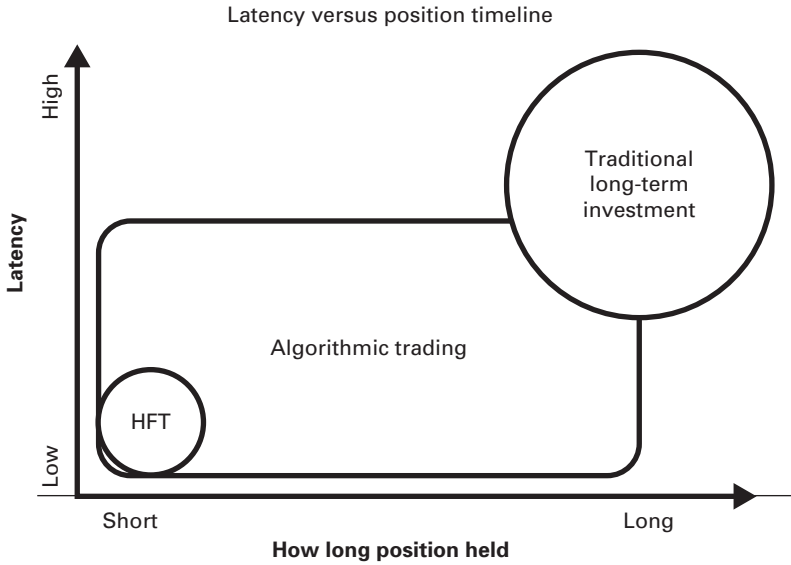 Latency versus position timeline
High
Traditional
long-term
investment
Latency
Algorithmic trading
HFT
Low
Short
Long
How long position held